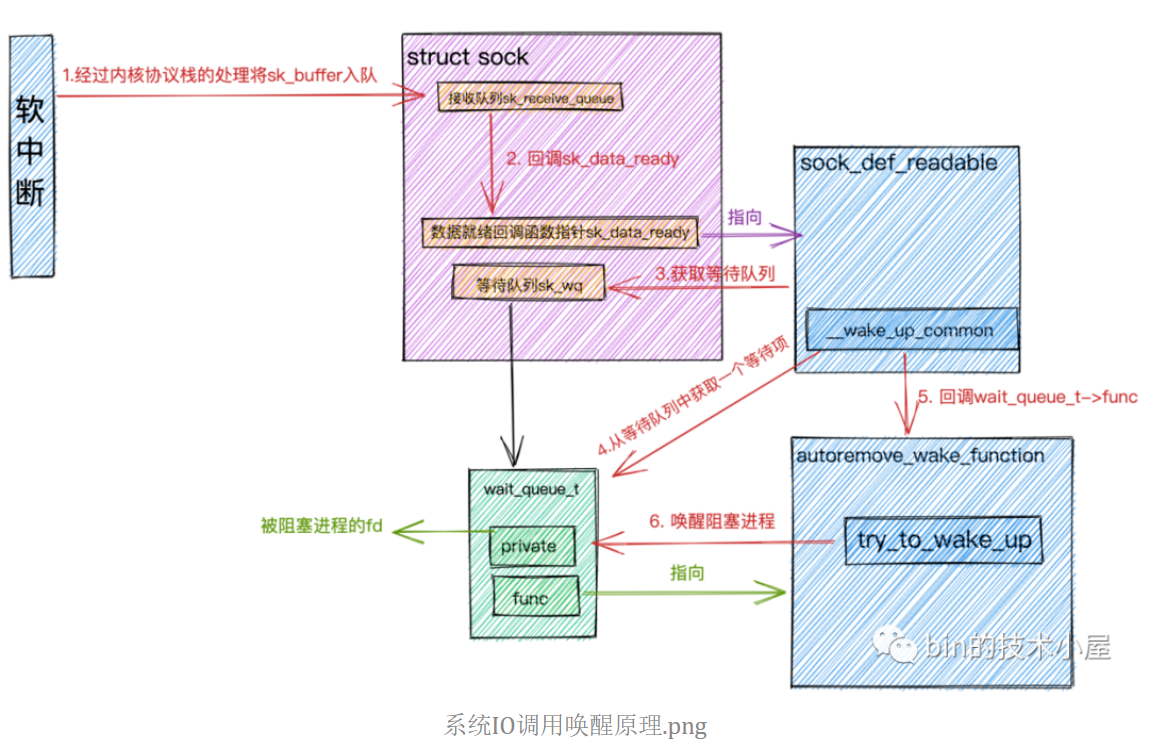 软中断
1.经过内核协议栈的处理将sk_buffer入队
struct sock
接收队列sk_receive_queue
2. 回调sk_data_ready
数据就绪回调函数指针sk_data_ready
指向
等待队列sk_wq
3.获取等待队列
sock_def_readable
__wake_up_common
4.从等待队列中获取一个等待项
5. 回调wait_queue_t->func
wait_queue_t
private
func
被阻塞进程的fd
6. 唤醒阻塞进程
指向
autoremove_wake_function
try_to_wake_up
bin的技术小屋
系统IO调用唤醒原理.png